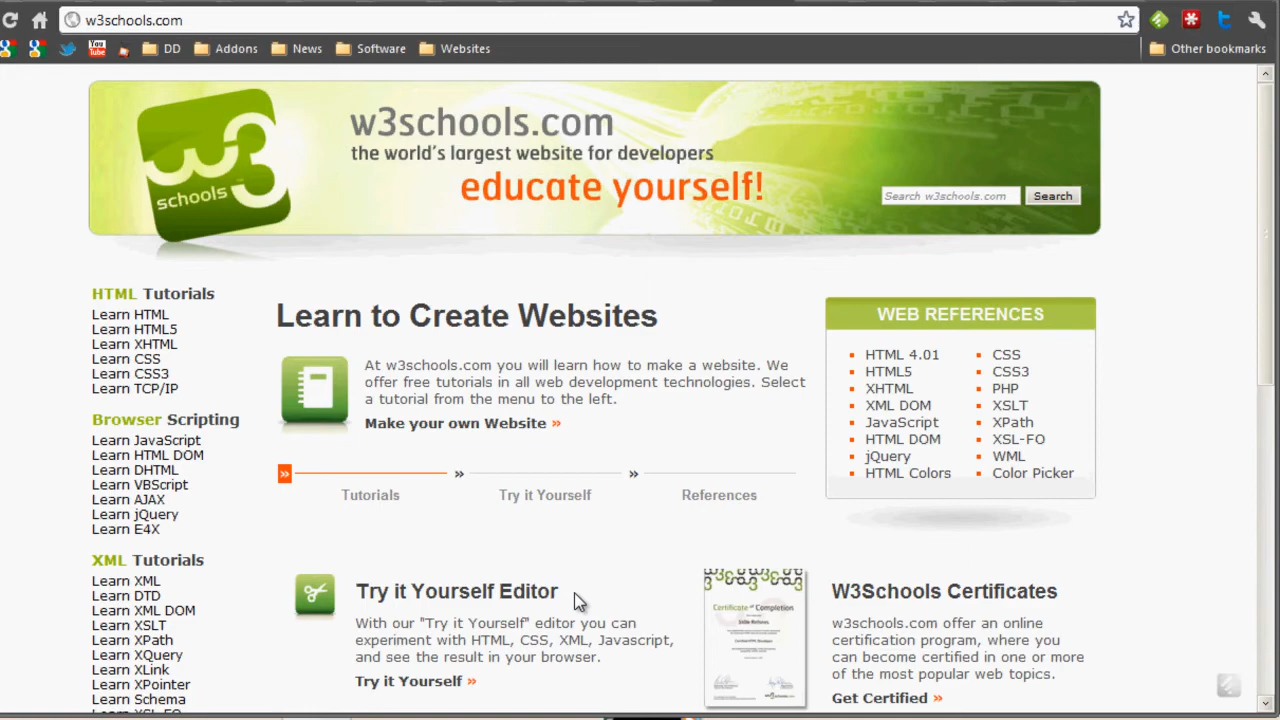 w3schools.com
You
Tube
DD
Addons
News
Software
Websites
Other bookmarks
w3
schools
w3schools.com
the world's largest website for developers
educate yourself!
Search w3schools.com
Search
HTML Tutorials
Learn HTML
Learn HTML5
Learn XHTML
Learn CSS
Learn CSS3
Learn TCP/IP
Browser Scripting
Learn JavaScript
Learn HTML DOM
Learn DHTML
Learn VBScript
Learn AJAX
Learn jQuery
Learn E4X
XML Tutorials
Learn XML
Learn DTD
Learn XML DOM
Learn XSLT
Learn XPath
Learn XQuery
Learn XLink
Learn XPointer
Learn Schema
Learn XSL-FO
Learn to Create Websites
At w3schools.com you will learn how to make a website. We
offer free tutorials in all web development technologies. Select
a tutorial from the menu to the left.
Make your own Website »
» » »
Tutorials
Try it Yourself
References
WEB REFERENCES
HTML 4.01
HTML5
XHTML
XML DOM
JavaScript
HTML DOM
jQuery
HTML Colors
CSS
CSS3
PHP
XSLT
XPath
XSL-FO
WML
Color Picker
Try it Yourself Editor
With our "Try it Yourself" editor you can
experiment with HTML, CSS, XML, Javascript,
and see the result in your browser.
Try it Yourself »
Certificate of Completion
W3Schools Certificates
w3schools.com offer an online
certification program, where you
can become certified in one or more
of the most popular web topics.
Get Certified »